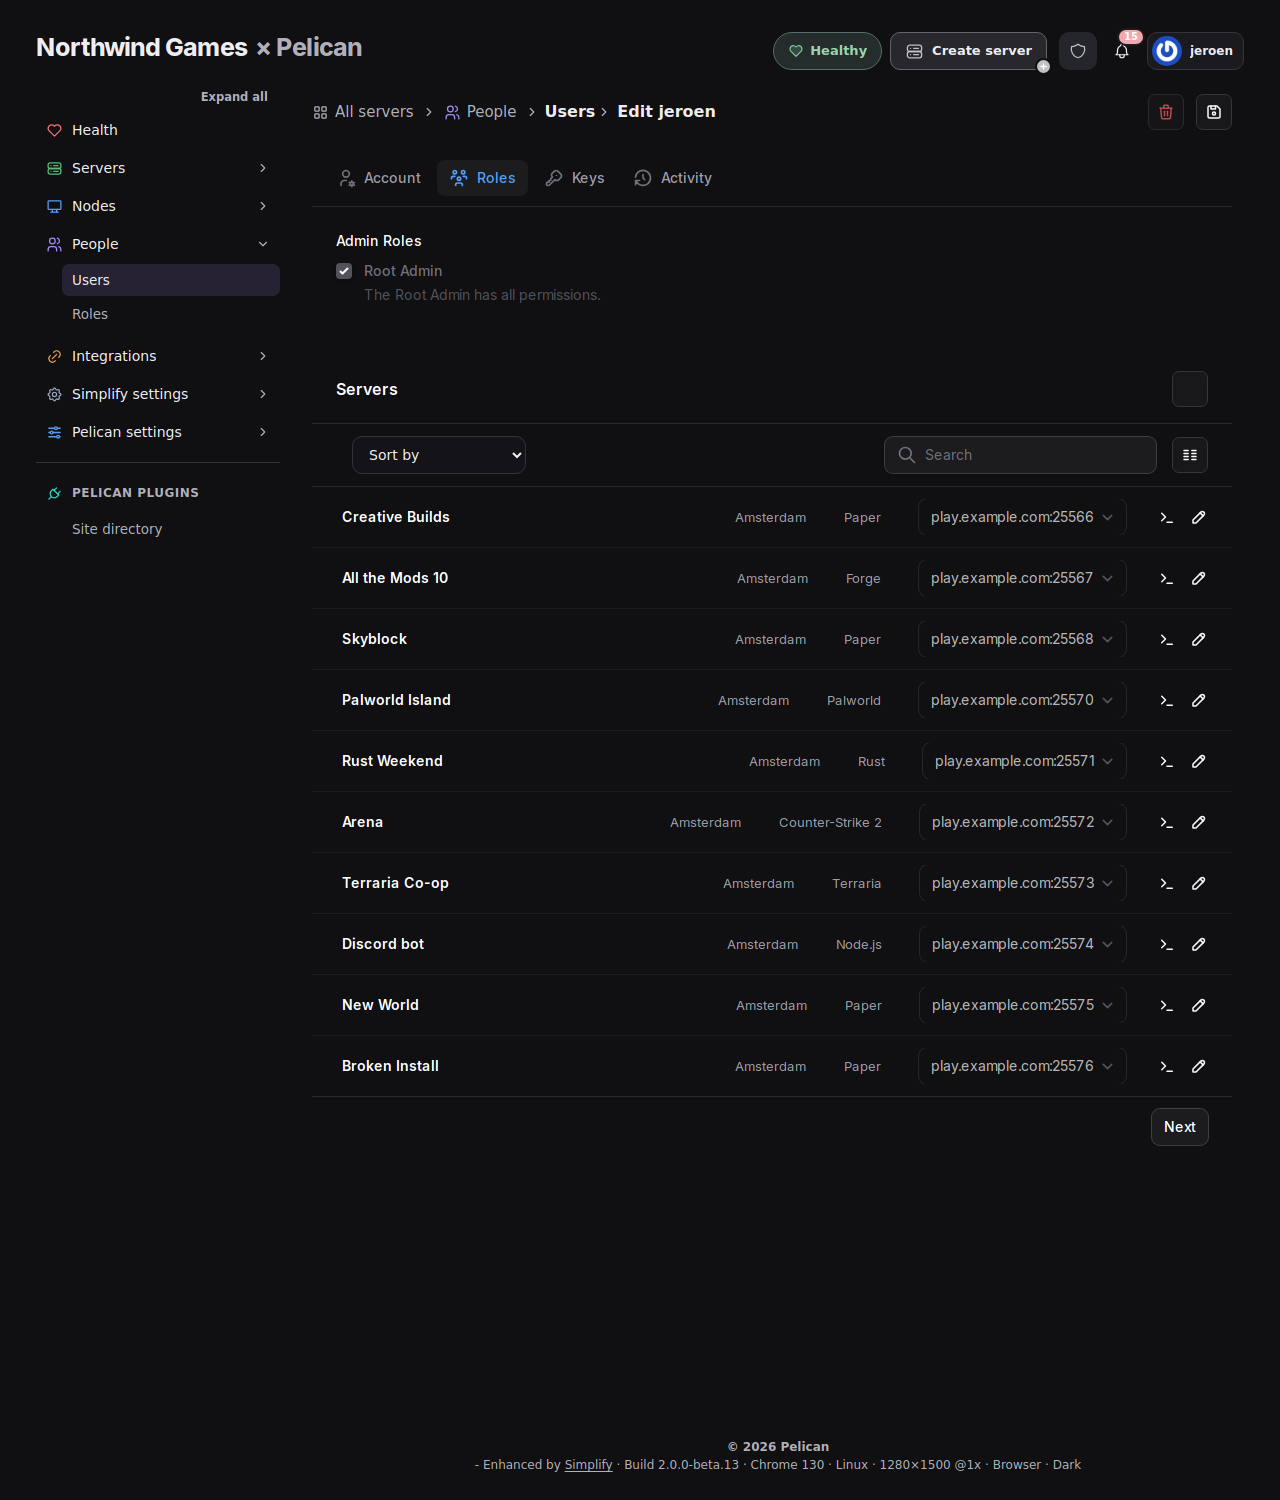 Northwind Games × Pelican
Healthy
Create server
15
jeroen
Expand all
Health
Servers
Nodes
People
Users
Roles
Integrations
Simplify settings
Pelican settings
PELICAN PLUGINS
Site directory
All servers > People > Users > Edit jeroen
Account
Roles
Keys
Activity
Admin Roles
Root Admin
The Root Admin has all permissions.
Servers
Sort by
Search
Creative Builds Amsterdam Paper play.example.com:25566
All the Mods 10 Amsterdam Forge play.example.com:25567
Skyblock Amsterdam Paper play.example.com:25568
Palworld Island Amsterdam Palworld play.example.com:25570
Rust Weekend Amsterdam Rust play.example.com:25571
Arena Amsterdam Counter-Strike 2 play.example.com:25572
Terraria Co-op Amsterdam Terraria play.example.com:25573
Discord bot Amsterdam Node.js play.example.com:25574
New World Amsterdam Paper play.example.com:25575
Broken Install Amsterdam Paper play.example.com:25576
Next
© 2026 Pelican
- Enhanced by Simplify · Build 2.0.0-beta.13 · Chrome 130 · Linux · 1280×1500 @1x · Browser · Dark